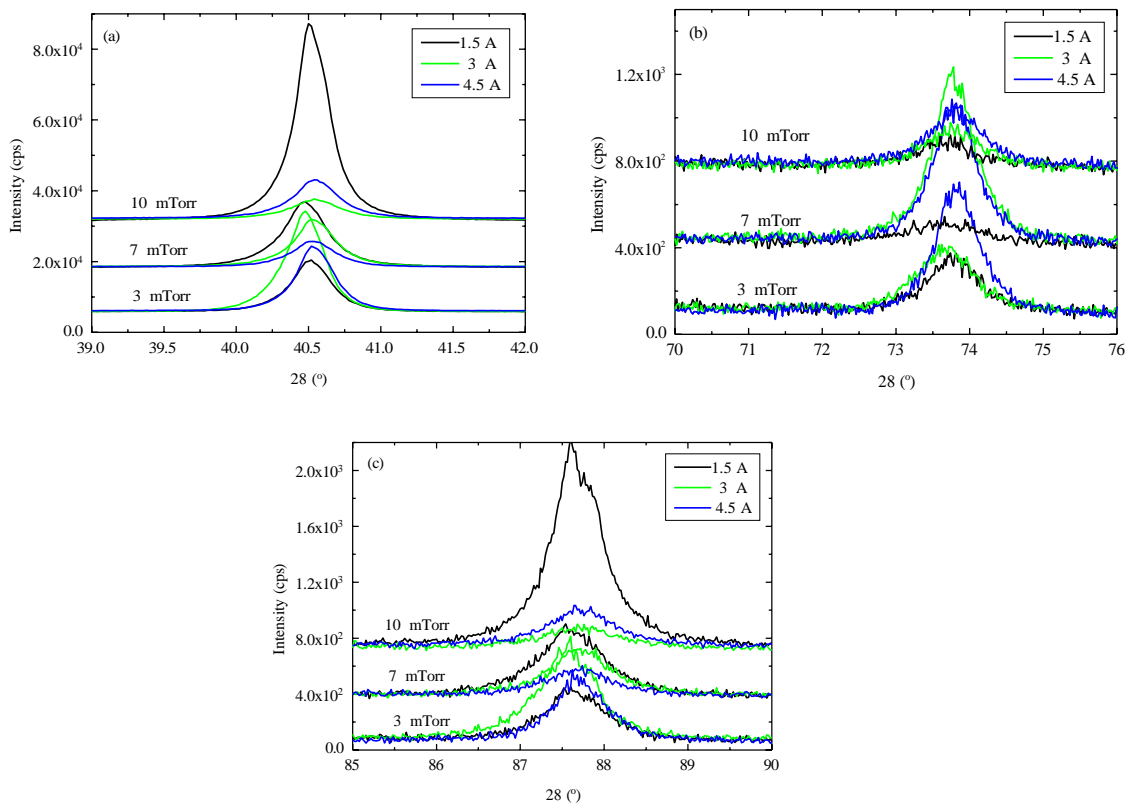 (a)
1.5 A
3 A
4.5 A
8.0x10⁴
6.0x10⁴
4.0x10⁴
2.0x10⁴
0.0
Intensity (cps)
10 mTorr
7 mTorr
3 mTorr
39.0 39.5 40.0 40.5 41.0 41.5 42.0
28 (º)
(b)
1.5 A
3 A
4.5 A
1.2x10³
8.0x10²
4.0x10²
0.0
Intensity (cps)
10 mTorr
7 mTorr
3 mTorr
70 71 72 73 74 75 76
28 (º)
(c)
1.5 A
3 A
4.5 A
2.0x10³
1.6x10³
1.2x10³
8.0x10²
4.0x10²
0.0
Intensity (cps)
10 mTorr
7 mTorr
3 mTorr
85 86 87 88 89 90
28 (º)